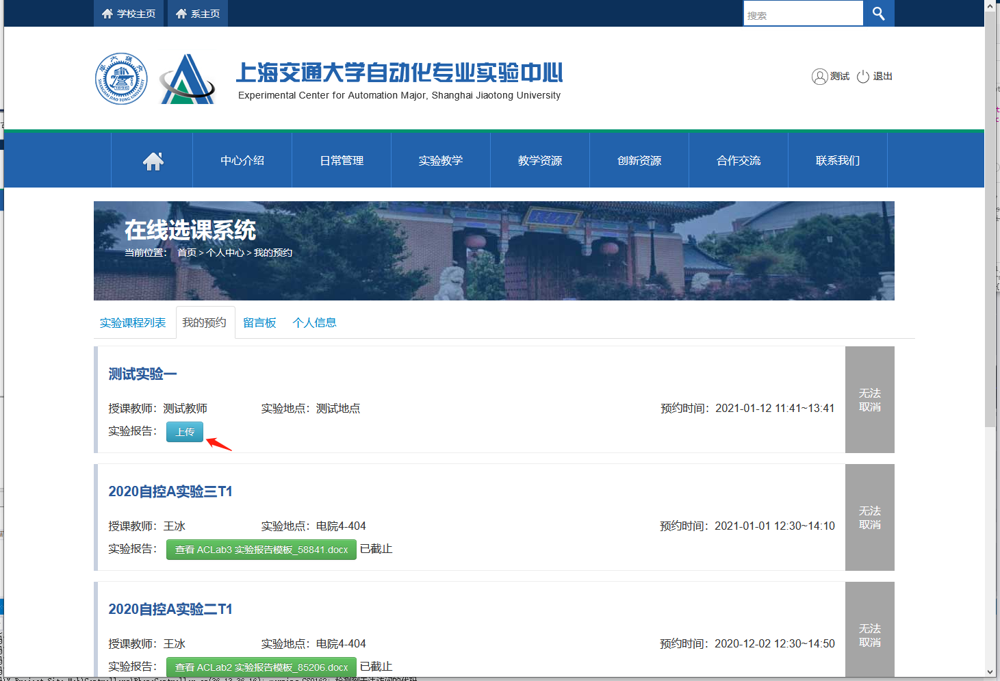 学校主页
系主页
搜索
上海交通大学自动化专业实验中心
Experimental Center for Automation Major, Shanghai Jiaotong University
测试
退出
中心介绍
日常管理
实验教学
教学资源
创新资源
合作交流
联系我们
在线选课系统
当前位置： 首页 > 个人中心 > 我的预约
实验课程列表
我的预约
留言板
个人信息
测试实验一
授课教师：测试教师
实验地点：测试地点
预约时间：2021-01-12 11:41~13:41
实验报告：
上传
无法
取消
2020自控A实验三T1
授课教师：王冰
实验地点：电院4-404
预约时间：2021-01-01 12:30~14:10
实验报告：
查看 ACLab3 实验报告模板_58841.docx
已截止
无法
取消
2020自控A实验二T1
授课教师：王冰
实验地点：电院4-404
预约时间：2020-12-02 12:30~14:50
实验报告：
查看 ACLab2 实验报告模板_85206.docx
已截止
无法
取消